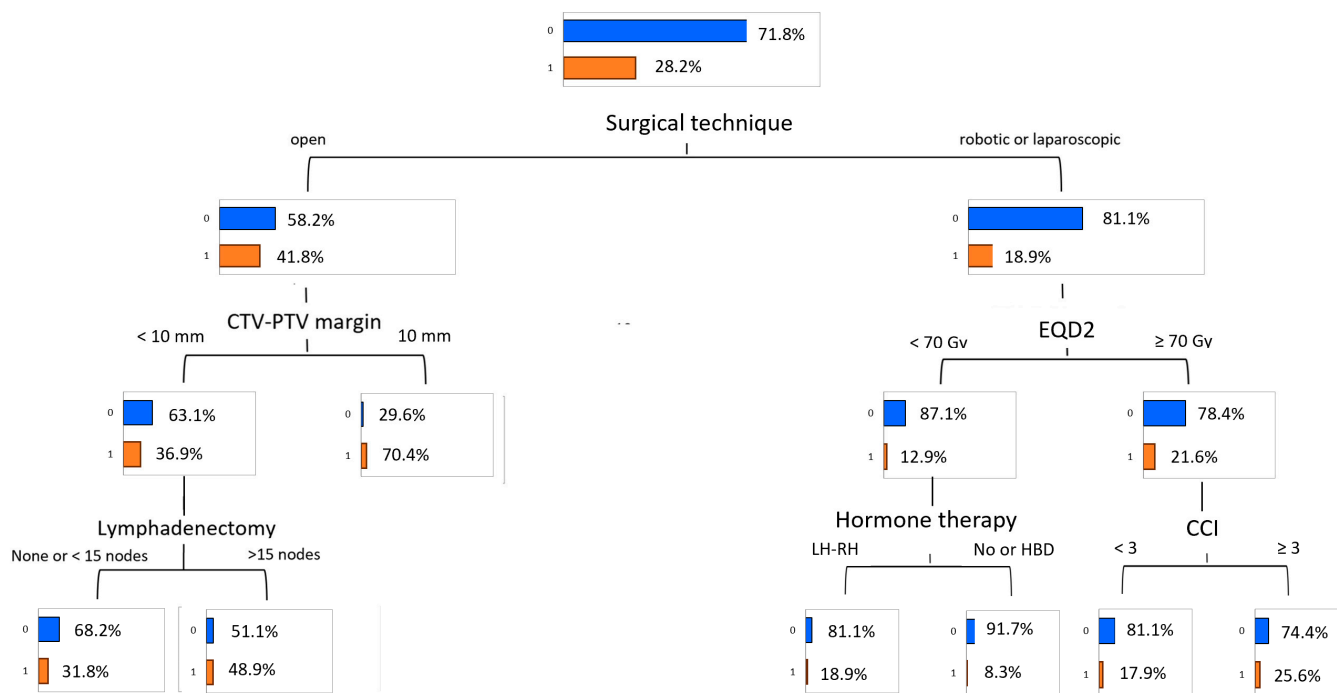 0 71.8%
1 28.2%
Surgical technique
open robotic or laparoscopic
0 58.2% 0 81.1%
1 41.8% 1 18.9%
CTV-PTV margin EQD2
< 10 mm 10 mm < 70 Gy ≥ 70 Gy
0 63.1% 0 29.6% 0 87.1% 0 78.4%
1 36.9% 1 70.4% 1 12.9% 1 21.6%
Lymphadenectomy Hormone therapy CCI
None or < 15 nodes >15 nodes LH-RH No or HBD < 3 ≥ 3
0 68.2% 0 51.1% 0 81.1% 0 91.7% 0 81.1% 0 74.4%
1 31.8% 1 48.9% 1 18.9% 1 8.3% 1 17.9% 1 25.6%